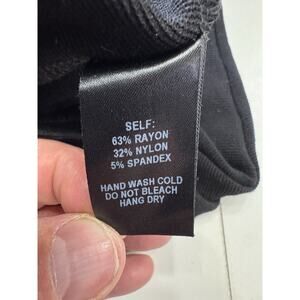 SELF:
63% RAYON
32% NYLON
5% SPANDEX
HAND WASH COLD
DO NOT BLEACH
HANG DRY